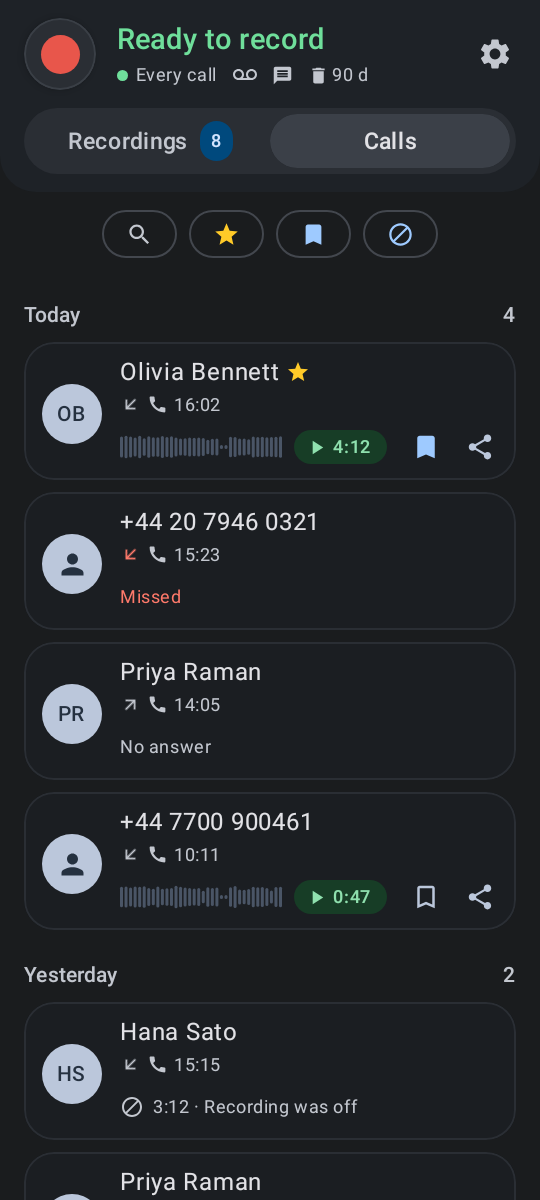 Ready to record
Every call 90 d
Recordings 8 Calls
Today 4
OB Olivia Bennett
16:02
4:12
+44 20 7946 0321
15:23
Missed
PR Priya Raman
14:05
No answer
+44 7700 900461
10:11
0:47
Yesterday 2
HS Hana Sato
15:15
3:12 · Recording was off
Priya Raman